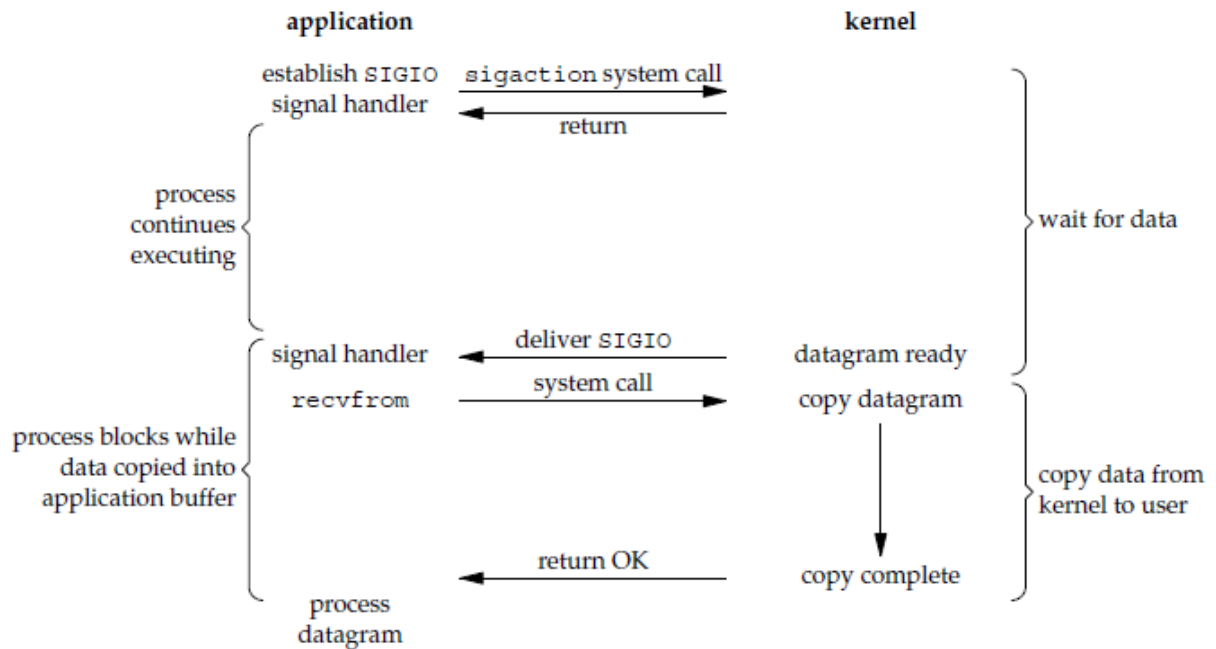 application
kernel
establish SIGIO
signal handler
sigaction system call
return
process
continues
executing
wait for data
signal handler
deliver SIGIO
datagram ready
recvfrom
system call
copy datagram
process blocks while
data copied into
application buffer
copy data from
kernel to user
return OK
copy complete
process
datagram